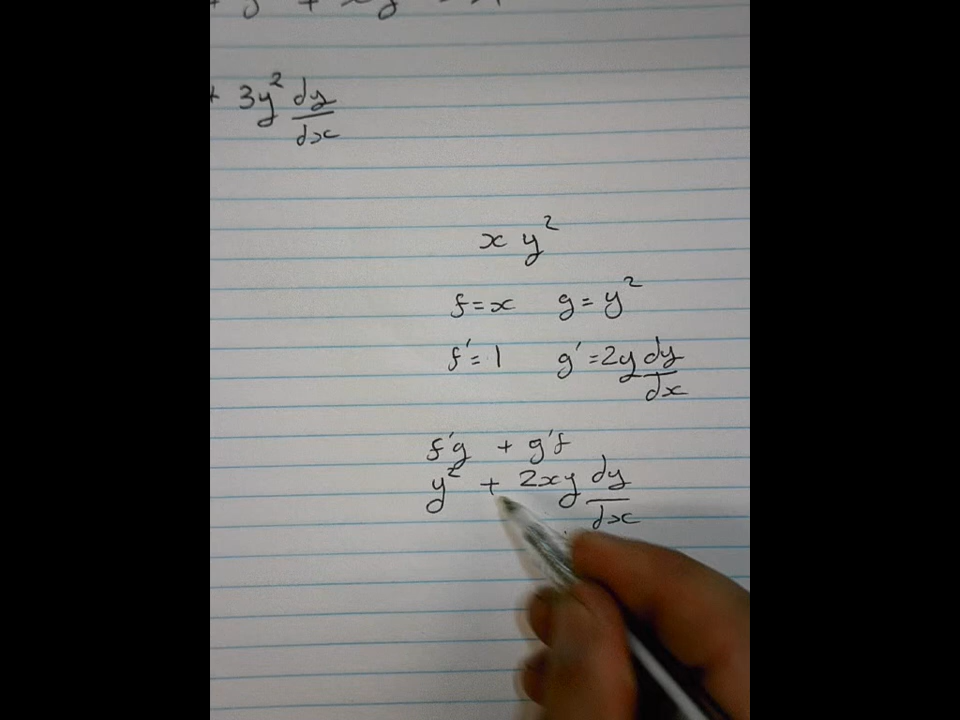 + 3y² dy/dx
x y²
f = x g = y²
f' = 1 g' = 2y dy/dx
f'g + g'f
y² + 2xy dy/dx